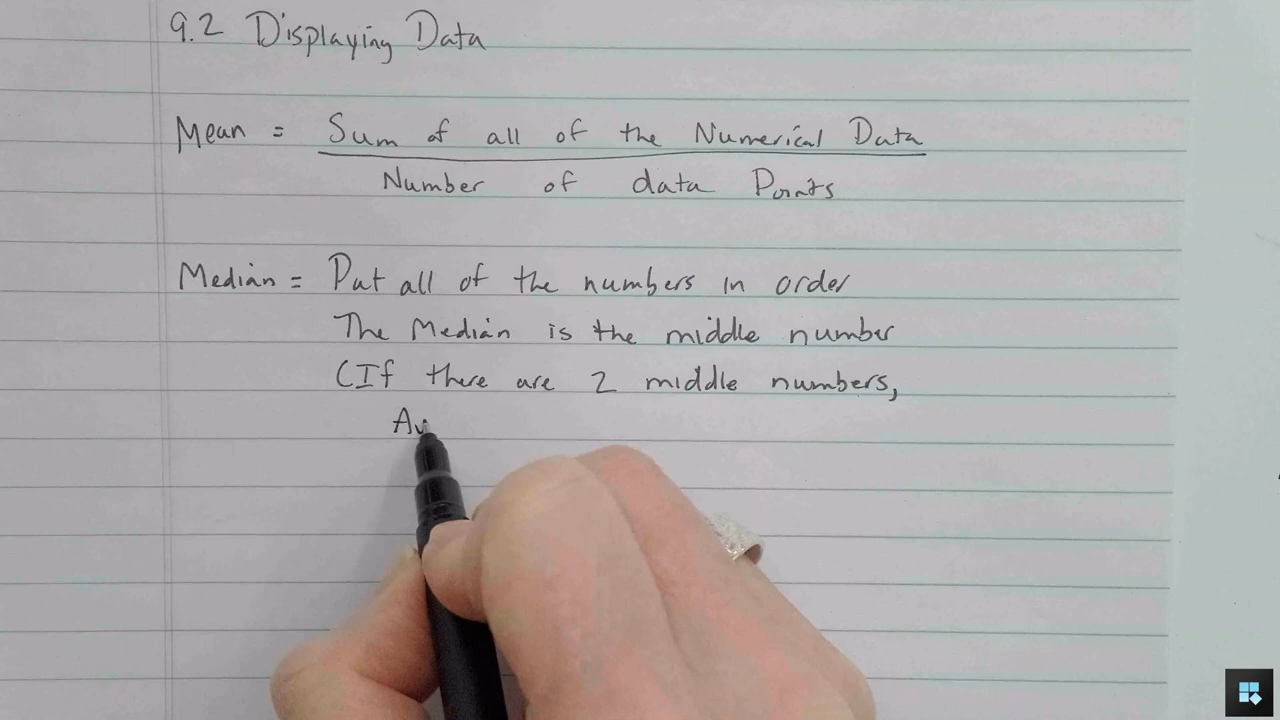 9.2 Displaying Data
Mean = Sum of all of the Numerical Data
Number of data Points
Median = Put all of the numbers in order
The Median is the middle number
(If there are 2 middle numbers,
Av